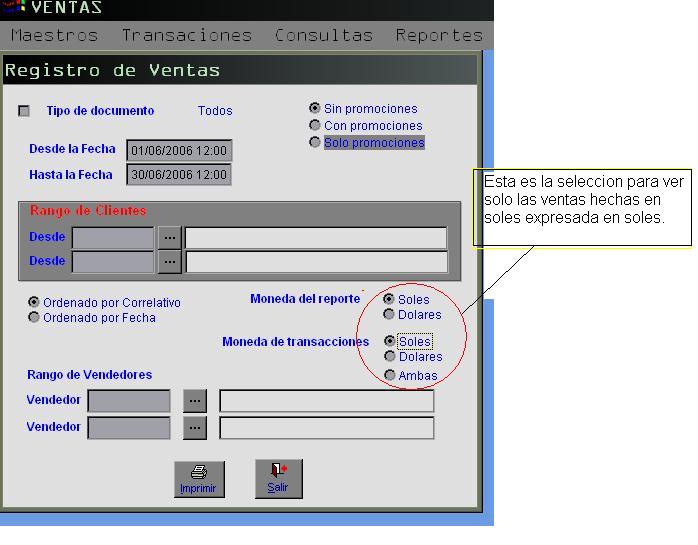 VENTAS
Maestros Transaciones Consultas Reportes
Registro de Ventas
Tipo de documento Todos
Sin promociones
Con promociones
Solo promociones
Desde la Fecha 01/06/2006 12:00
Hasta la Fecha 30/06/2006 12:00
Esta es la seleccion para ver
solo las ventas hechas en
soles expresada en soles.
Rango de Clientes
Desde ...
Desde ...
Ordenado por Correlativo
Ordenado por Fecha
Moneda del reporte Soles
Dolares
Moneda de transacciones Soles
Dolares
Ambas
Rango de Vendedores
Vendedor ...
Vendedor ...
Imprimir
Salir